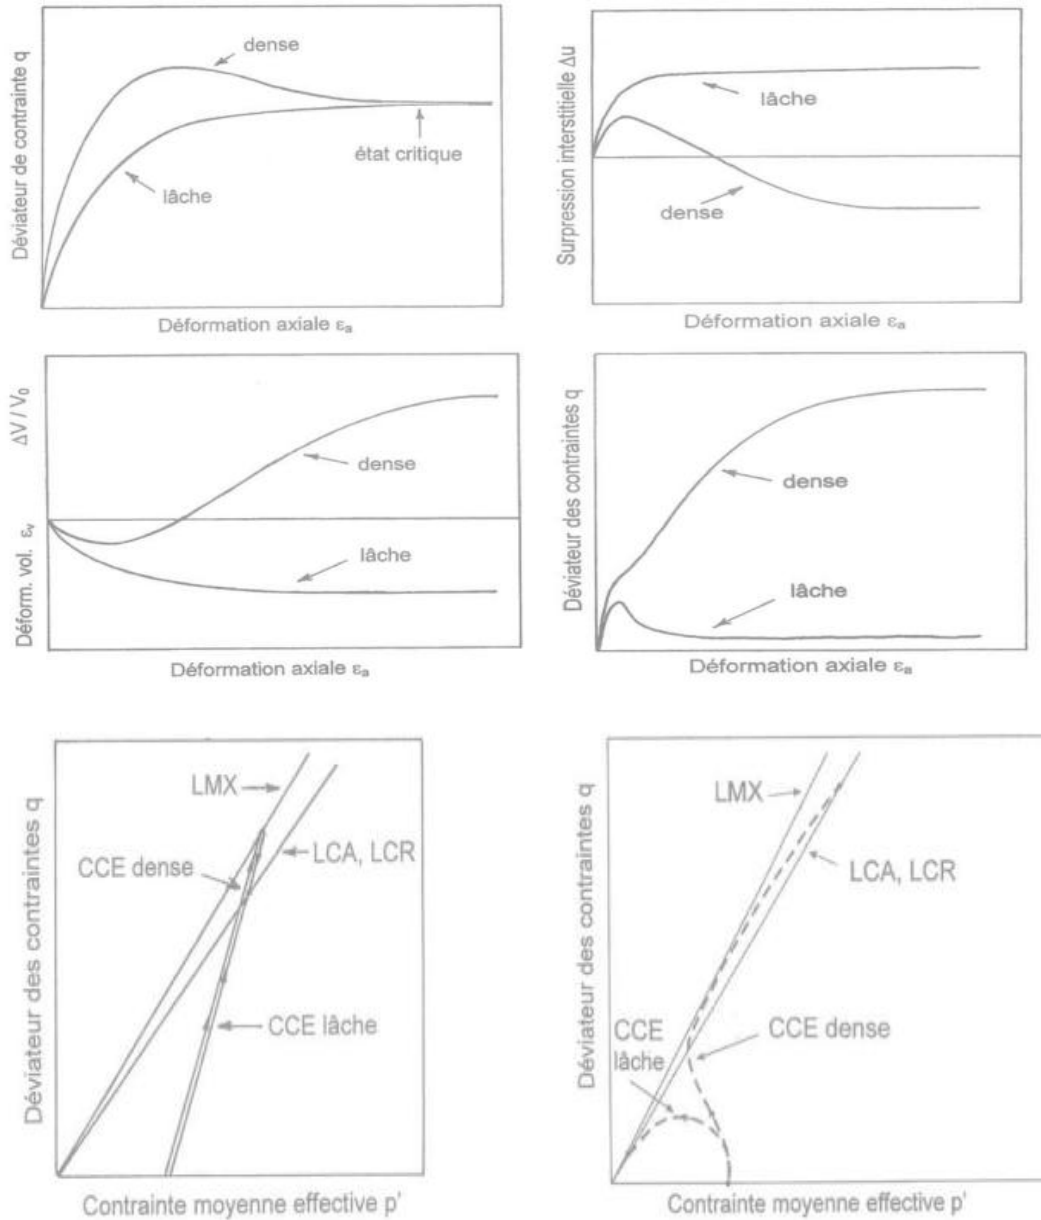 Déviateur de contrainte q
dense
lâche
état critique
Déformation axiale εa
Surpression interstitielle Δu
lâche
dense
Déformation axiale εa
ΔV / V0
Déform. vol. εv
dense
lâche
Déformation axiale εa
Déviateur des contraintes q
dense
lâche
Déformation axiale εa
Déviateur des contraintes q
LMX
CCE dense
LCA, LCR
CCE lâche
Contrainte moyenne effective p'
Déviateur des contraintes q
LMX
LCA, LCR
CCE
lâche
CCE dense
Contrainte moyenne effective p'